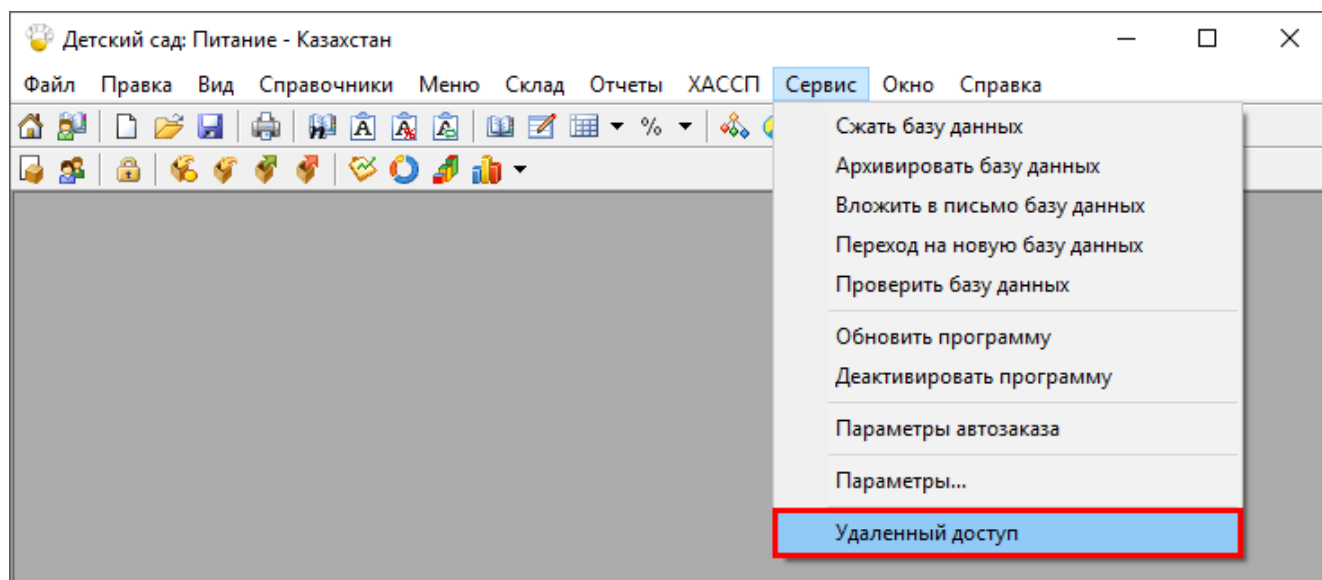 Детский сад: Питание - Казахстан
Файл Правка Вид Справочники Меню Склад Отчеты ХАССП Сервис Окно Справка
Сжать базу данных
Архивировать базу данных
Вложить в письмо базу данных
Переход на новую базу данных
Проверить базу данных
Обновить программу
Деактивировать программу
Параметры автозаказа
Параметры...
Удаленный доступ